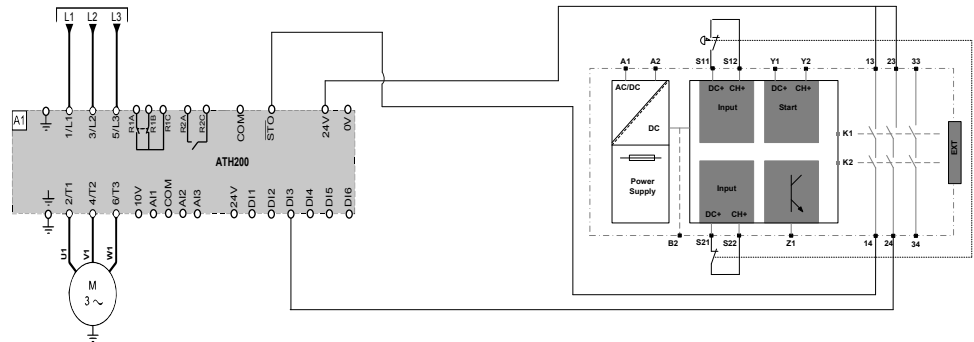 L1 L2 L3
A1
1/L1 3/L2 5/L3 R1A R1B R1C R2A R2C COM STO 24V 0V
ATH200
2/T1 4/T2 6/T3 10V AI1 COM AI2 AI3 24V DI1 DI2 DI3 DI4 DI5 DI6
U1 V1 W1
M
3 ~
A1 A2 S11 S12 Y1 Y2 13 23 33
AC/DC
DC
Power
Supply
DC+ CH+
Input
DC+ CH+
Start
Input
DC+ CH+
K1
K2
EXT
B2 S21 S22 Z1 14 24 34